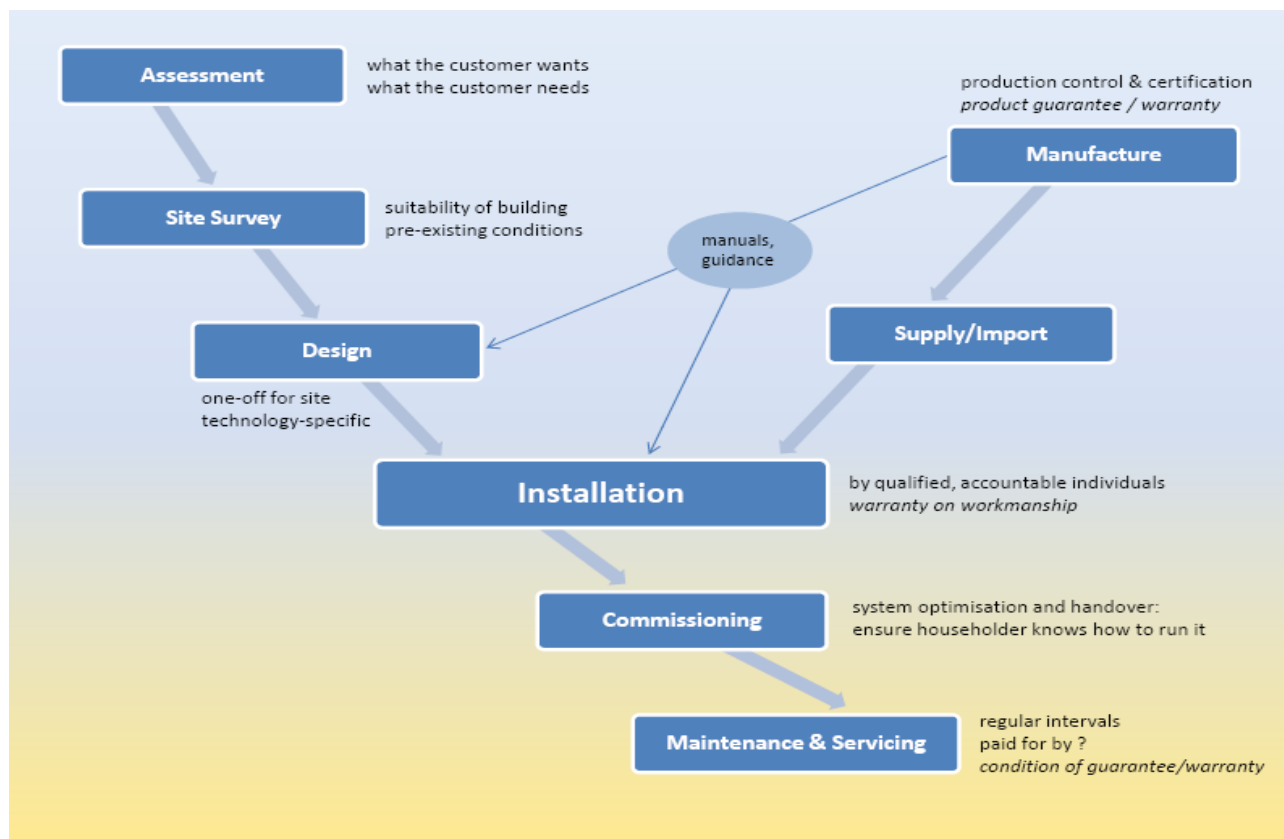 Assessment
what the customer wants
what the customer needs
production control & certification
product guarantee / warranty
Manufacture
Site Survey
suitability of building
pre-existing conditions
manuals,
guidance
Design
Supply/Import
one-off for site
technology-specific
Installation
by qualified, accountable individuals
warranty on workmanship
Commissioning
system optimisation and handover:
ensure householder knows how to run it
Maintenance & Servicing
regular intervals
paid for by ?
condition of guarantee/warranty